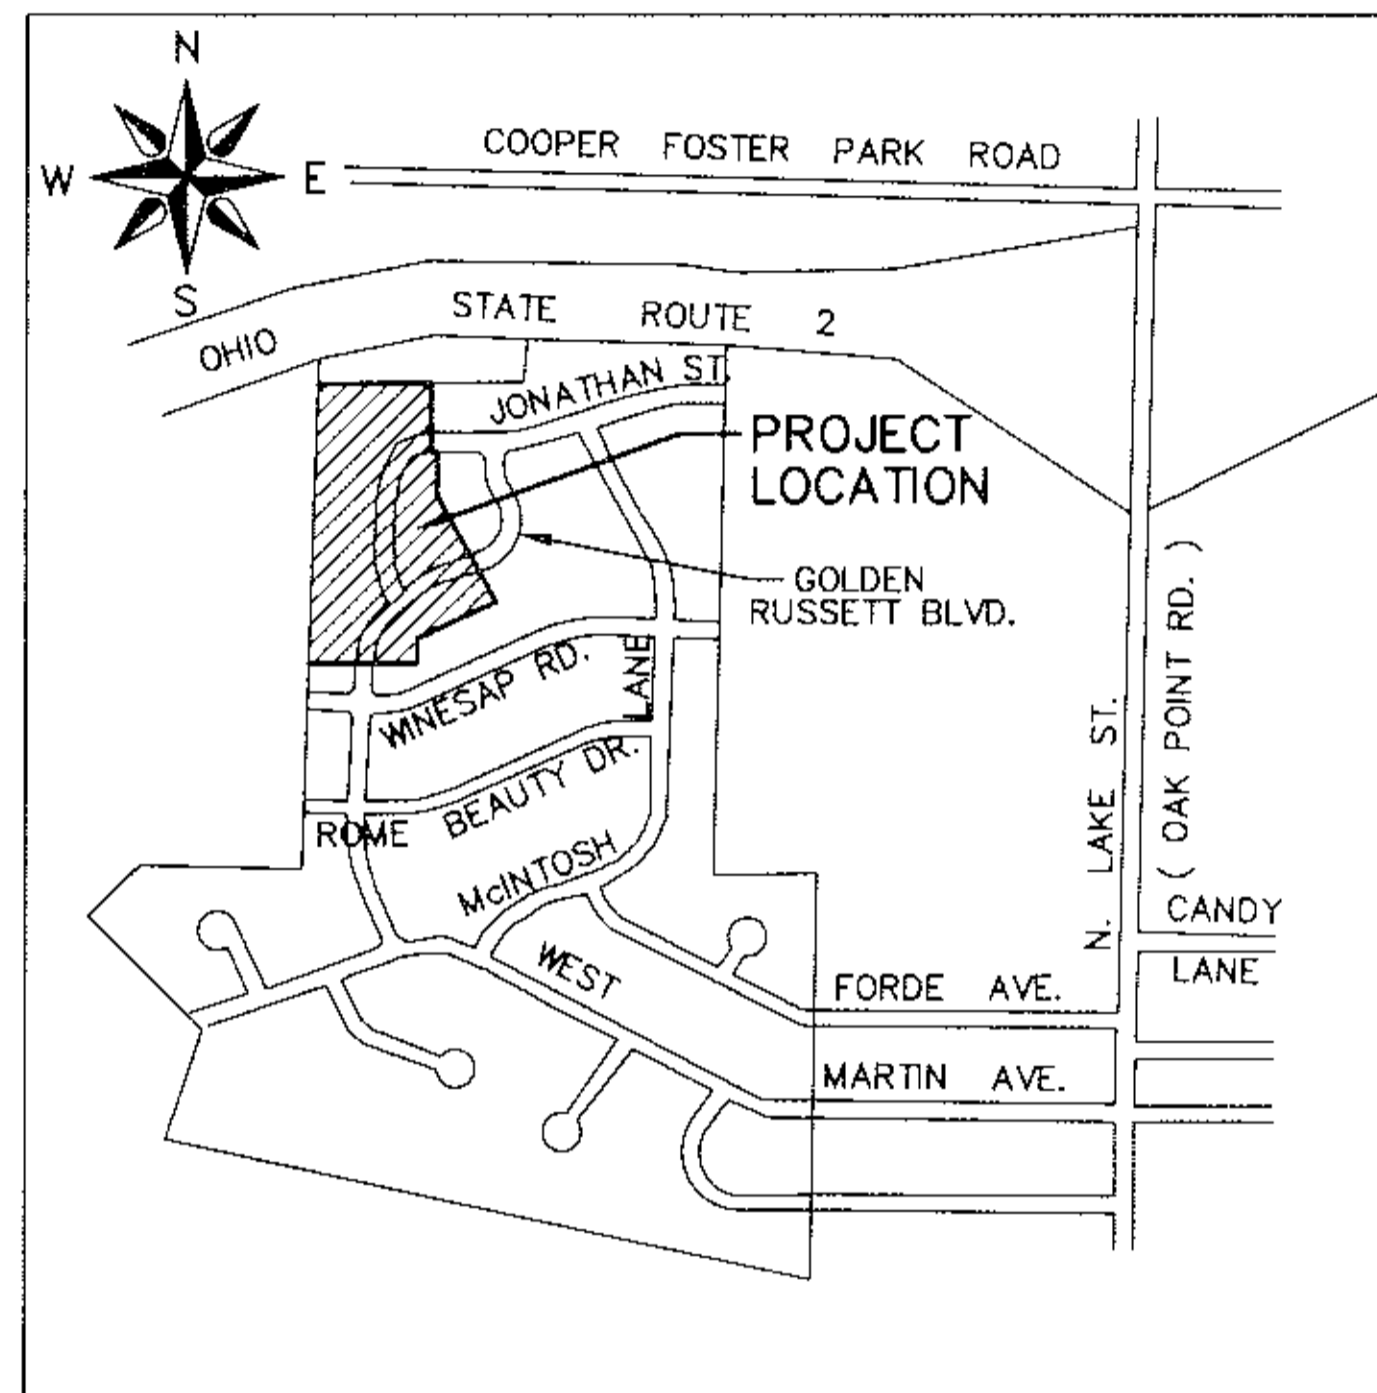 N
W E
S
COOPER FOSTER PARK ROAD
OHIO STATE ROUTE 2
JONATHAN ST.
PROJECT
LOCATION
GOLDEN
RUSSETT BLVD.
WINESAP RD.
LANE
ROME BEAUTY DR.
McINTOSH
WEST
N. LAKE ST.
( OAK POINT RD. )
CANDY
LANE
FORDE AVE.
MARTIN AVE.